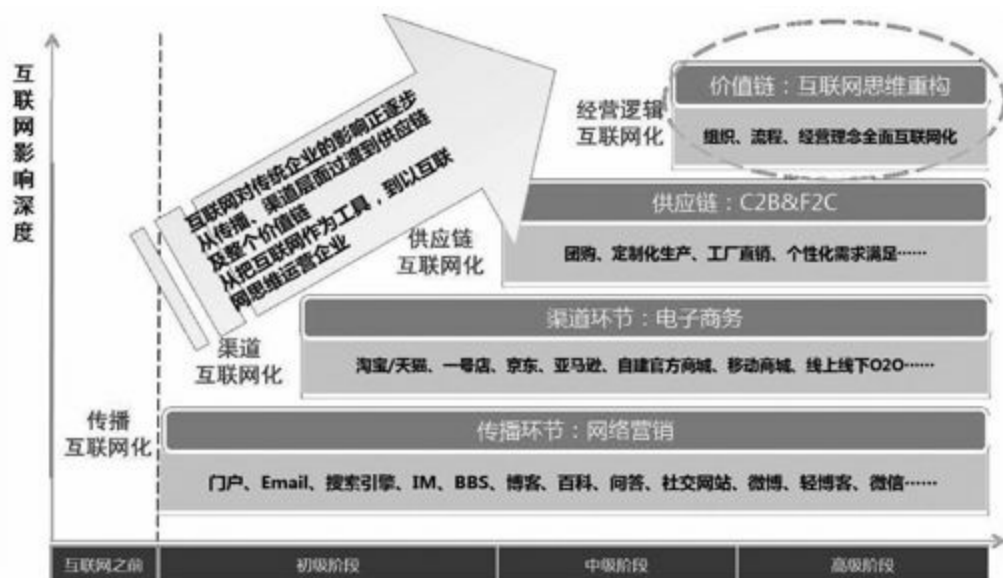 互联网影响深度
价值链：互联网思维重构
经营逻辑
互联网化
组织、流程、经营理念全面互联网化
互联网对传统企业的影响正逐步
从传播、渠道层面过渡到供应链
及整个价值链
从把互联网作为工具，到以互联
网思维运营企业
供应链：C2B&F2C
供应链
互联网化
团购、定制化生产、工厂直销、个性化需求满足……
渠道环节：电子商务
渠道
互联网化
淘宝/天猫、一号店、京东、亚马逊、自建官方商城、移动商城、线上线下O2O……
传播
互联网化
传播环节：网络营销
门户、Email、搜索引擎、IM、BBS、博客、百科、问答、社交网站、微博、轻博客、微信……
互联网之前
初级阶段
中级阶段
高级阶段